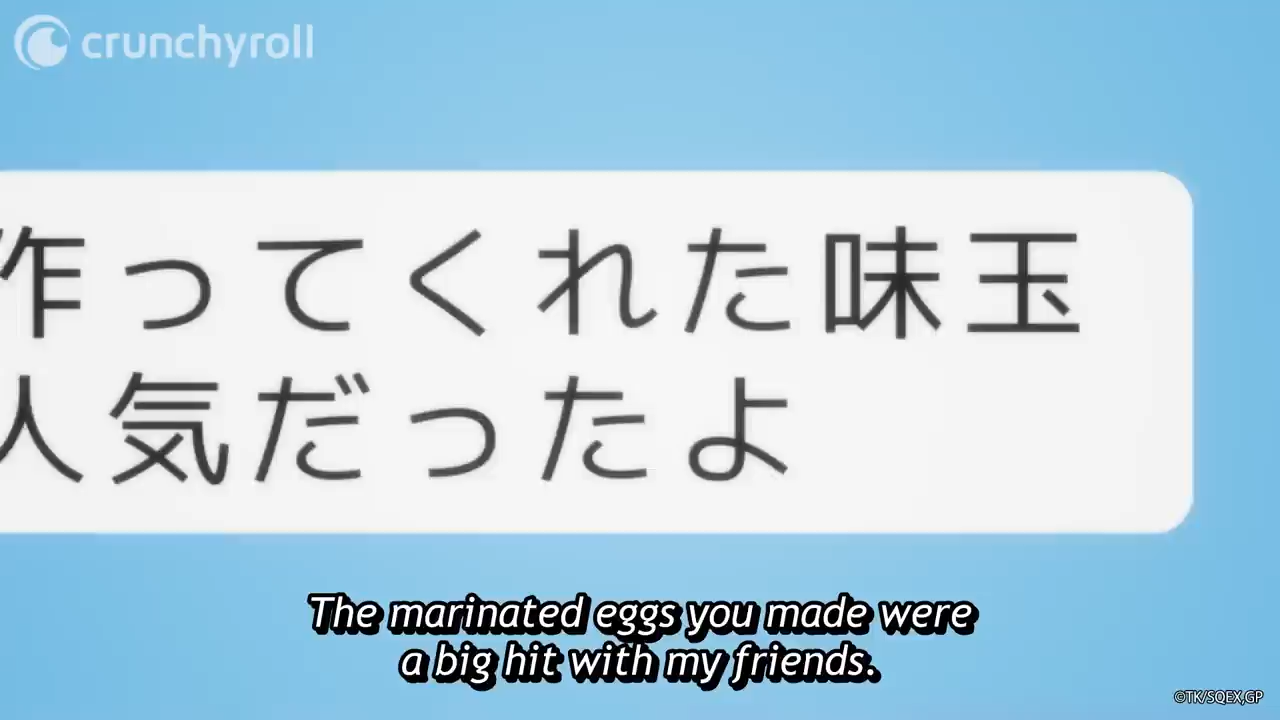 crunchyroll
作ってくれた味玉
人気だったよ
The marinated eggs you made were
a big hit with my friends.
©TK/SQEX,GP